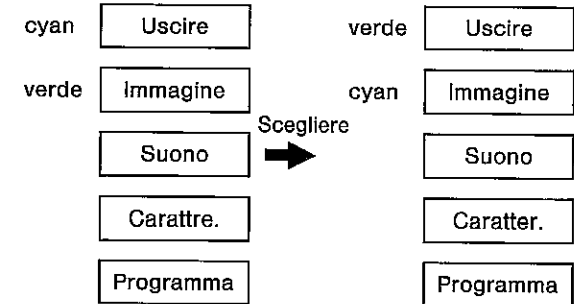 cyan Uscire
verde Immagine
Suono
Carattre.
Programma
Scegliere
verde Uscire
cyan Immagine
Suono
Caratter.
Programma